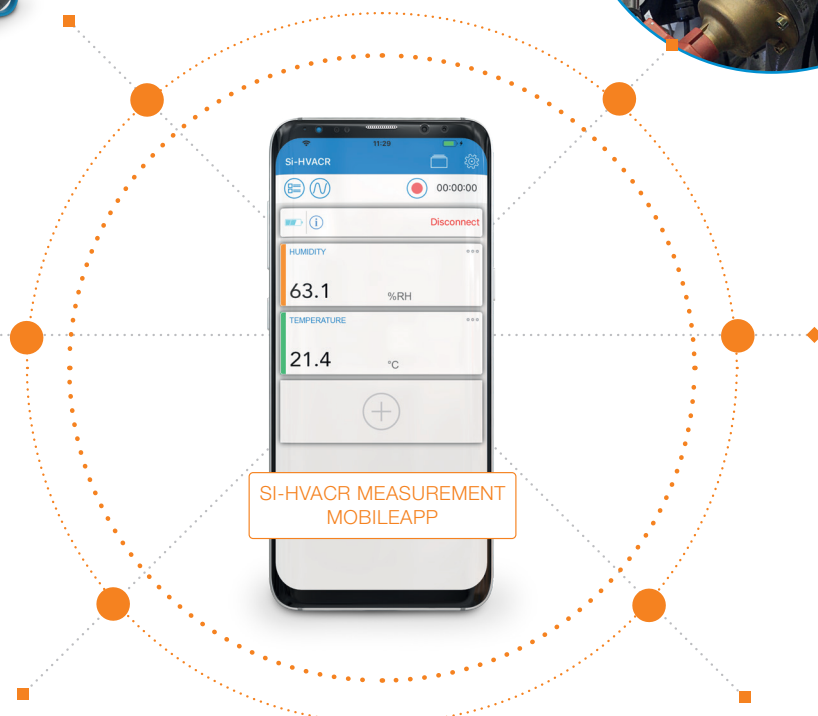 11:29
Si-HVACR
00:00:00
Disconnect
HUMIDITY
63.1 %RH
TEMPERATURE
21.4 °C
SI-HVACR MEASUREMENT
MOBILEAPP